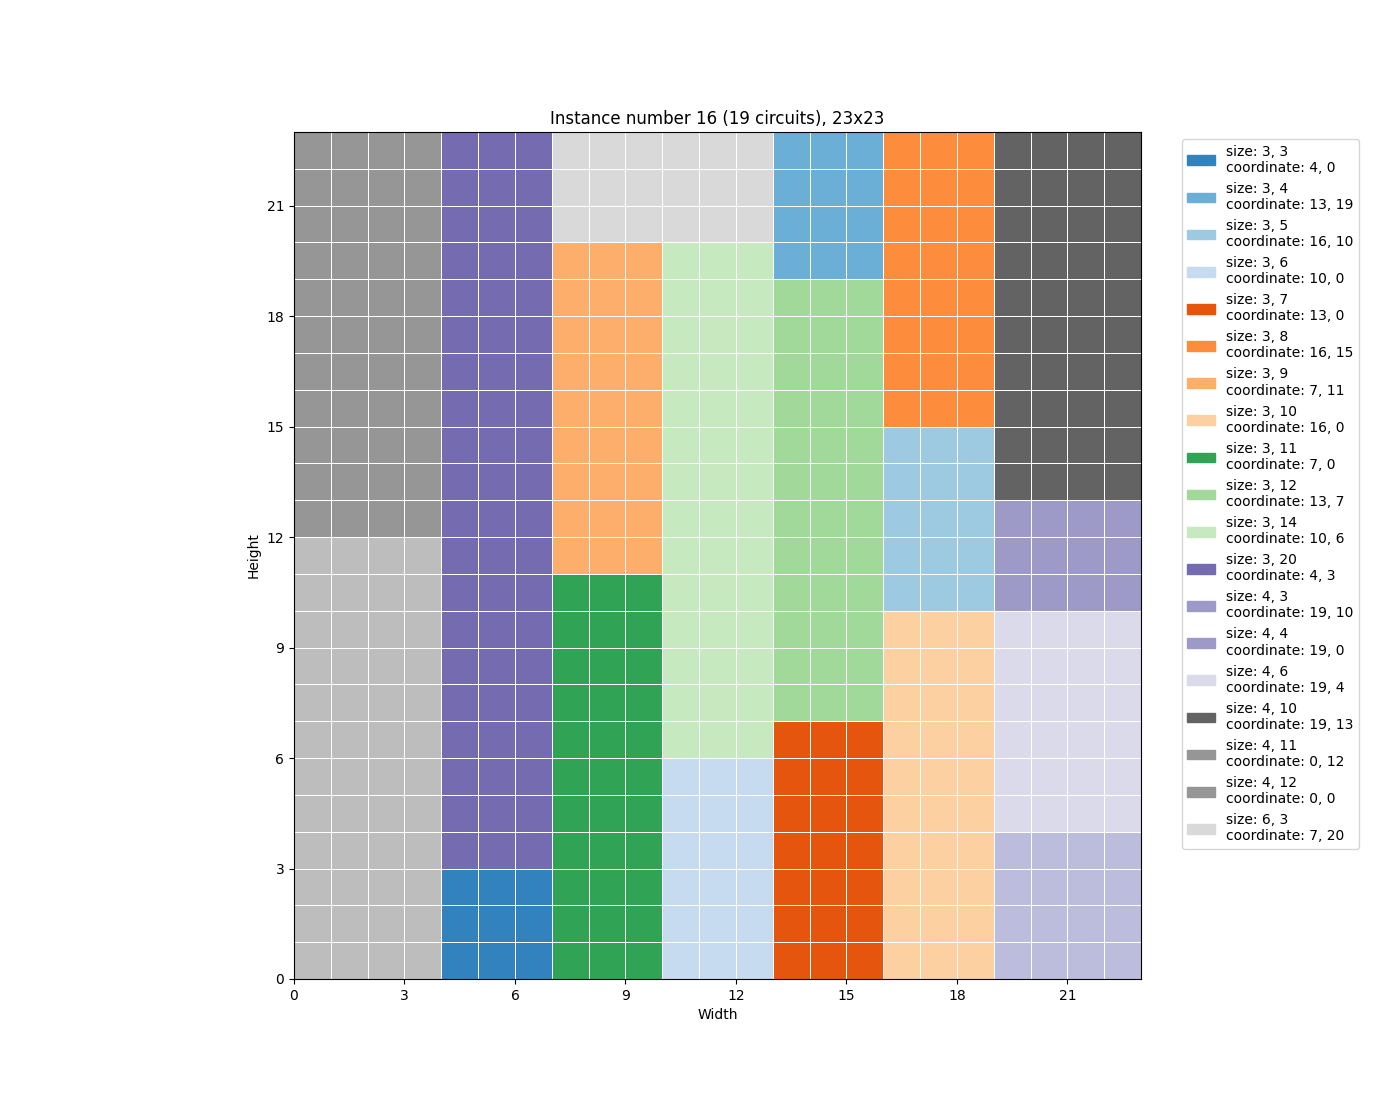 Instance number 16 (19 circuits), 23x23
21
18
15
12
9
6
3
0
Height
0 3 6 9 12 15 18 21
Width
size: 3, 3
coordinate: 4, 0
size: 3, 4
coordinate: 13, 19
size: 3, 5
coordinate: 16, 10
size: 3, 6
coordinate: 10, 0
size: 3, 7
coordinate: 13, 0
size: 3, 8
coordinate: 16, 15
size: 3, 9
coordinate: 7, 11
size: 3, 10
coordinate: 16, 0
size: 3, 11
coordinate: 7, 0
size: 3, 12
coordinate: 13, 7
size: 3, 14
coordinate: 10, 6
size: 3, 20
coordinate: 4, 3
size: 4, 3
coordinate: 19, 10
size: 4, 4
coordinate: 19, 0
size: 4, 6
coordinate: 19, 4
size: 4, 10
coordinate: 19, 13
size: 4, 11
coordinate: 0, 12
size: 4, 12
coordinate: 0, 0
size: 6, 3
coordinate: 7, 20